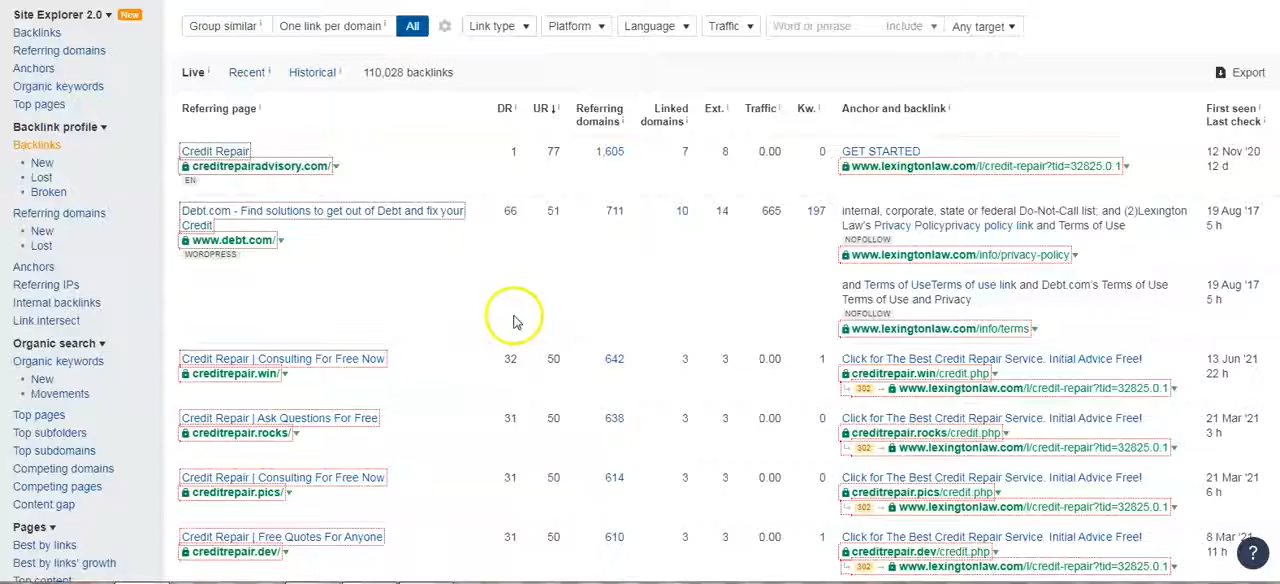 Site Explorer 2.0 New
Backlinks
Referring domains
Anchors
Organic keywords
Top pages
Backlink profile
Backlinks
New
Lost
Broken
Referring domains
New
Lost
Anchors
Referring IPs
Internal backlinks
Link intersect
Organic search
Organic keywords
New
Movements
Top pages
Top subfolders
Top subdomains
Competing domains
Competing pages
Content gap
Pages
Best by links
Best by links' growth
Top content
Group similar One link per domain All Link type Platform Language Traffic Word or phrase Include Any target
Live Recent Historical 110,028 backlinks Export
Referring page DR UR Referring domains Linked domains Ext. Traffic Kw. Anchor and backlink First seen Last check
Credit Repair 1 77 1,605 7 8 0.00 0 GET STARTED 12 Nov '20
creditrepairadvisory.com/ www.lexingtonlaw.com/l/credit-repair?tid=32825.0.1 12 d
EN
Debt.com - Find solutions to get out of Debt and fix your 66 51 711 10 14 665 197 internal, corporate, state or federal Do-Not-Call list; and (2)Lexington 19 Aug '17
Credit Law's Privacy Policyprivacy policy link and Terms of Use 5 h
www.debt.com/ NOFOLLOW
WORDPRESS www.lexingtonlaw.com/info/privacy-policy
and Terms of UseTerms of use link and Debt.com's Terms of Use 19 Aug '17
Terms of Use and Privacy 5 h
NOFOLLOW
www.lexingtonlaw.com/info/terms
Credit Repair | Consulting For Free Now 32 50 642 3 3 0.00 1 Click for The Best Credit Repair Service. Initial Advice Free! 13 Jun '21
creditrepair.win/ creditrepair.win/credit.php 22 h
302 → www.lexingtonlaw.com/l/credit-repair?tid=32825.0.1
Credit Repair | Ask Questions For Free 31 50 638 3 3 0.00 0 Click for The Best Credit Repair Service. Initial Advice Free! 21 Mar '21
creditrepair.rocks/ creditrepair.rocks/credit.php 3 h
302 → www.lexingtonlaw.com/l/credit-repair?tid=32825.0.1
Credit Repair | Consulting For Free Now 31 50 614 3 3 0.00 0 Click for The Best Credit Repair Service. Initial Advice Free! 21 Mar '21
creditrepair.pics/ creditrepair.pics/credit.php 6 h
302 → www.lexingtonlaw.com/l/credit-repair?tid=32825.0.1
Credit Repair | Free Quotes For Anyone 31 50 610 3 3 0.00 1 Click for The Best Credit Repair Service. Initial Advice Free! 8 Mar '21
creditrepair.dev/ creditrepair.dev/credit.php 11 h
302 → www.lexingtonlaw.com/l/credit-repair?tid=32825.0.1
?